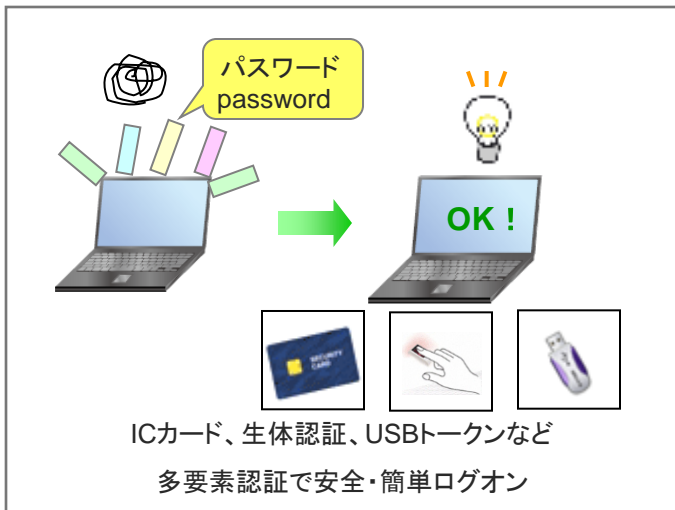 パスワード
password
OK !
SECURITY
CARD
ICカード、生体認証、USBトークンなど
多要素認証で安全・簡単ログオン